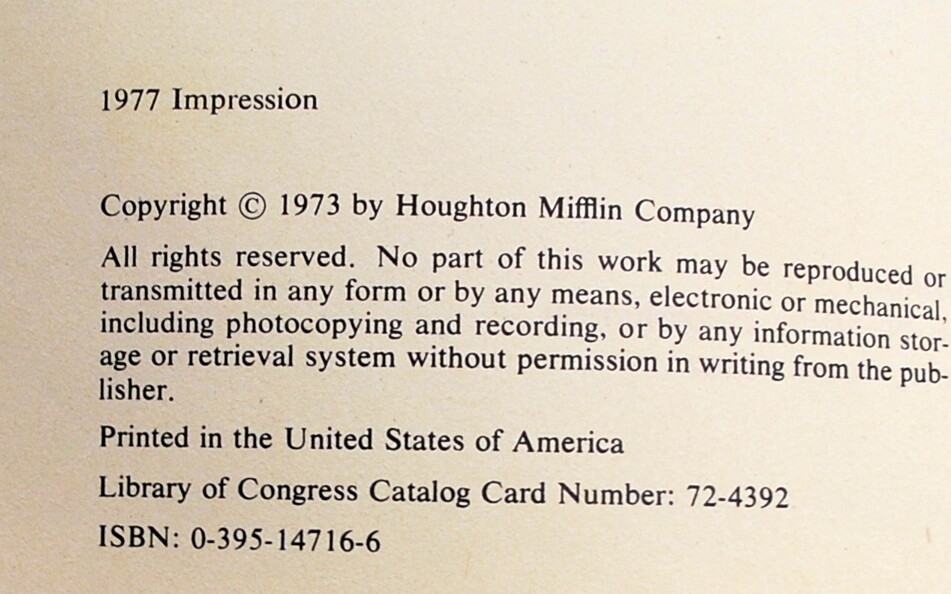 1977 Impression
Copyright © 1973 by Houghton Mifflin Company
All rights reserved. No part of this work may be reproduced or
transmitted in any form or by any means, electronic or mechanical,
including photocopying and recording, or by any information stor-
age or retrieval system without permission in writing from the pub-
lisher.
Printed in the United States of America
Library of Congress Catalog Card Number: 72-4392
ISBN: 0-395-14716-6